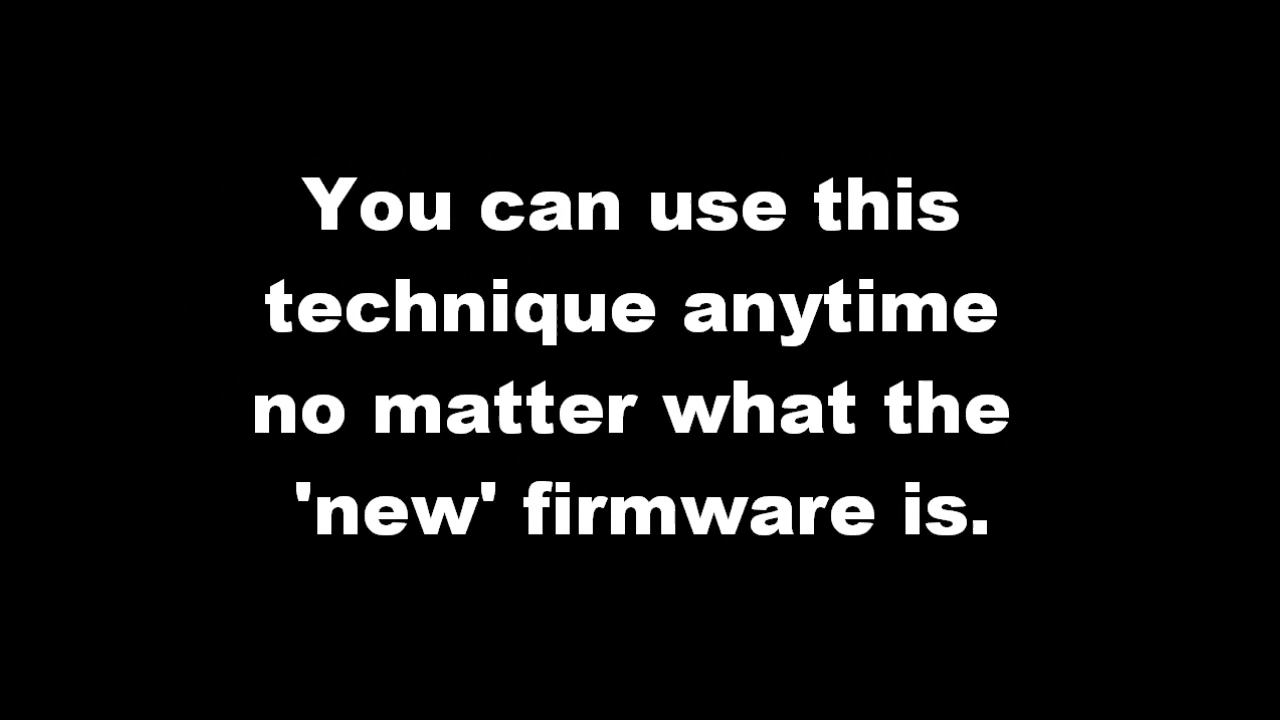 You can use this
technique anytime
no matter what the
'new' firmware is.